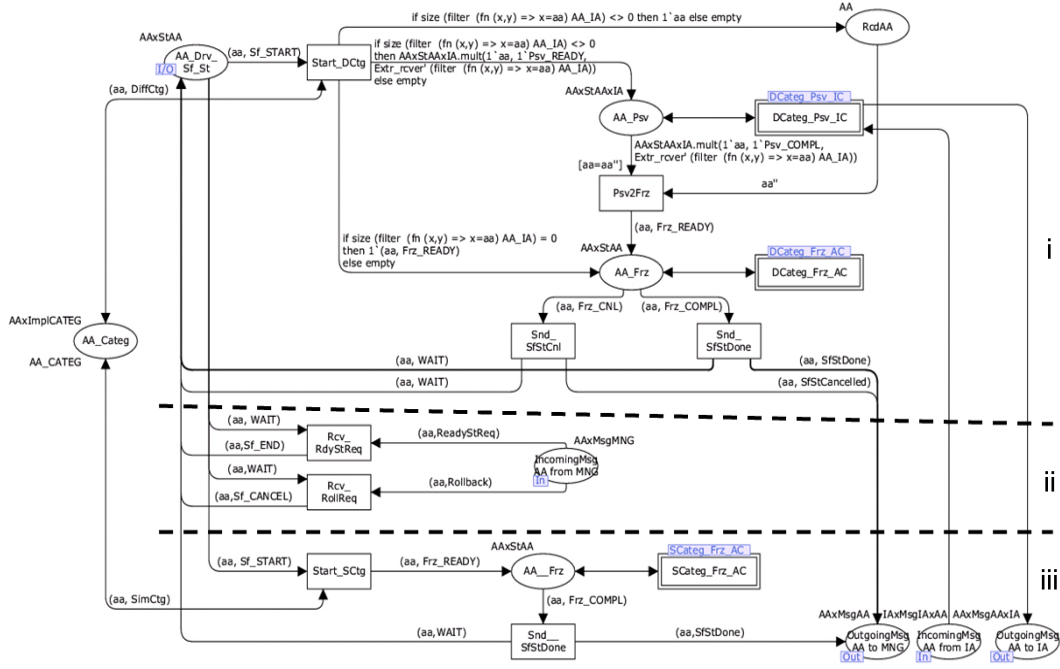 if size (filter (fn (x,y) => x=aa) AA_IA) <> 0 then 1`aa else empty
AA
RcdAA
AAxStAA
AA_Drv_
Sf_St
I/O
(aa, Sf_START)
Start_DCtg
if size (filter (fn (x,y) => x=aa) AA_IA) <> 0
then AAxStAAxIA.mult(1`aa, 1`Psv_READY,
Extr_rcver' (filter (fn (x,y) => x=aa) AA_IA))
else empty
(aa, DiffCtg)
AAxStAAxIA
AA_Psv
DCateg_Psv_IC
DCateg_Psv_IC
AAxStAAxIA.mult(1`aa, 1`Psv_COMPL,
Extr_rcver' (filter (fn (x,y) => x=aa) AA_IA))
[aa=aa'']
Psv2Frz
aa''
(aa, Frz_READY)
if size (filter (fn (x,y) => x=aa) AA_IA) = 0
then 1`(aa, Frz_READY)
else empty
AAxStAA
AA_Frz
DCateg_Frz_AC
DCateg_Frz_AC
i
(aa, Frz_CNL)
(aa, Frz_COMPL)
AAxImplCATEG
AA_Categ
AA_CATEG
Snd_
SfStCnl
Snd_
SfStDone
(aa, WAIT)
(aa, SfStDone)
(aa, WAIT)
(aa, SfStCancelled)
(aa, WAIT)
Rcv_
RdyStReq
(aa,ReadyStReq)
AAxMsgMNG
(aa,Sf_END)
IncomingMsg
AA from MNG
In
(aa,WAIT)
Rcv_
RollReq
(aa,Rollback)
(aa,Sf_CANCEL)
ii
AAxStAA
(aa, Sf_START)
Start_SCtg
(aa, Frz_READY)
AA__Frz
SCateg_Frz_AC
SCateg_Frz_AC
iii
(aa, SimCtg)
(aa, Frz_COMPL)
AAxMsgAA
IAxMsgIAxAA
AAxMsgAAxIA
(aa,WAIT)
Snd__
SfStDone
(aa,SfStDone)
OutgoingMsg
AA to MNG
Out
IncomingMsg
AA from IA
In
OutgoingMsg
AA to IA
Out